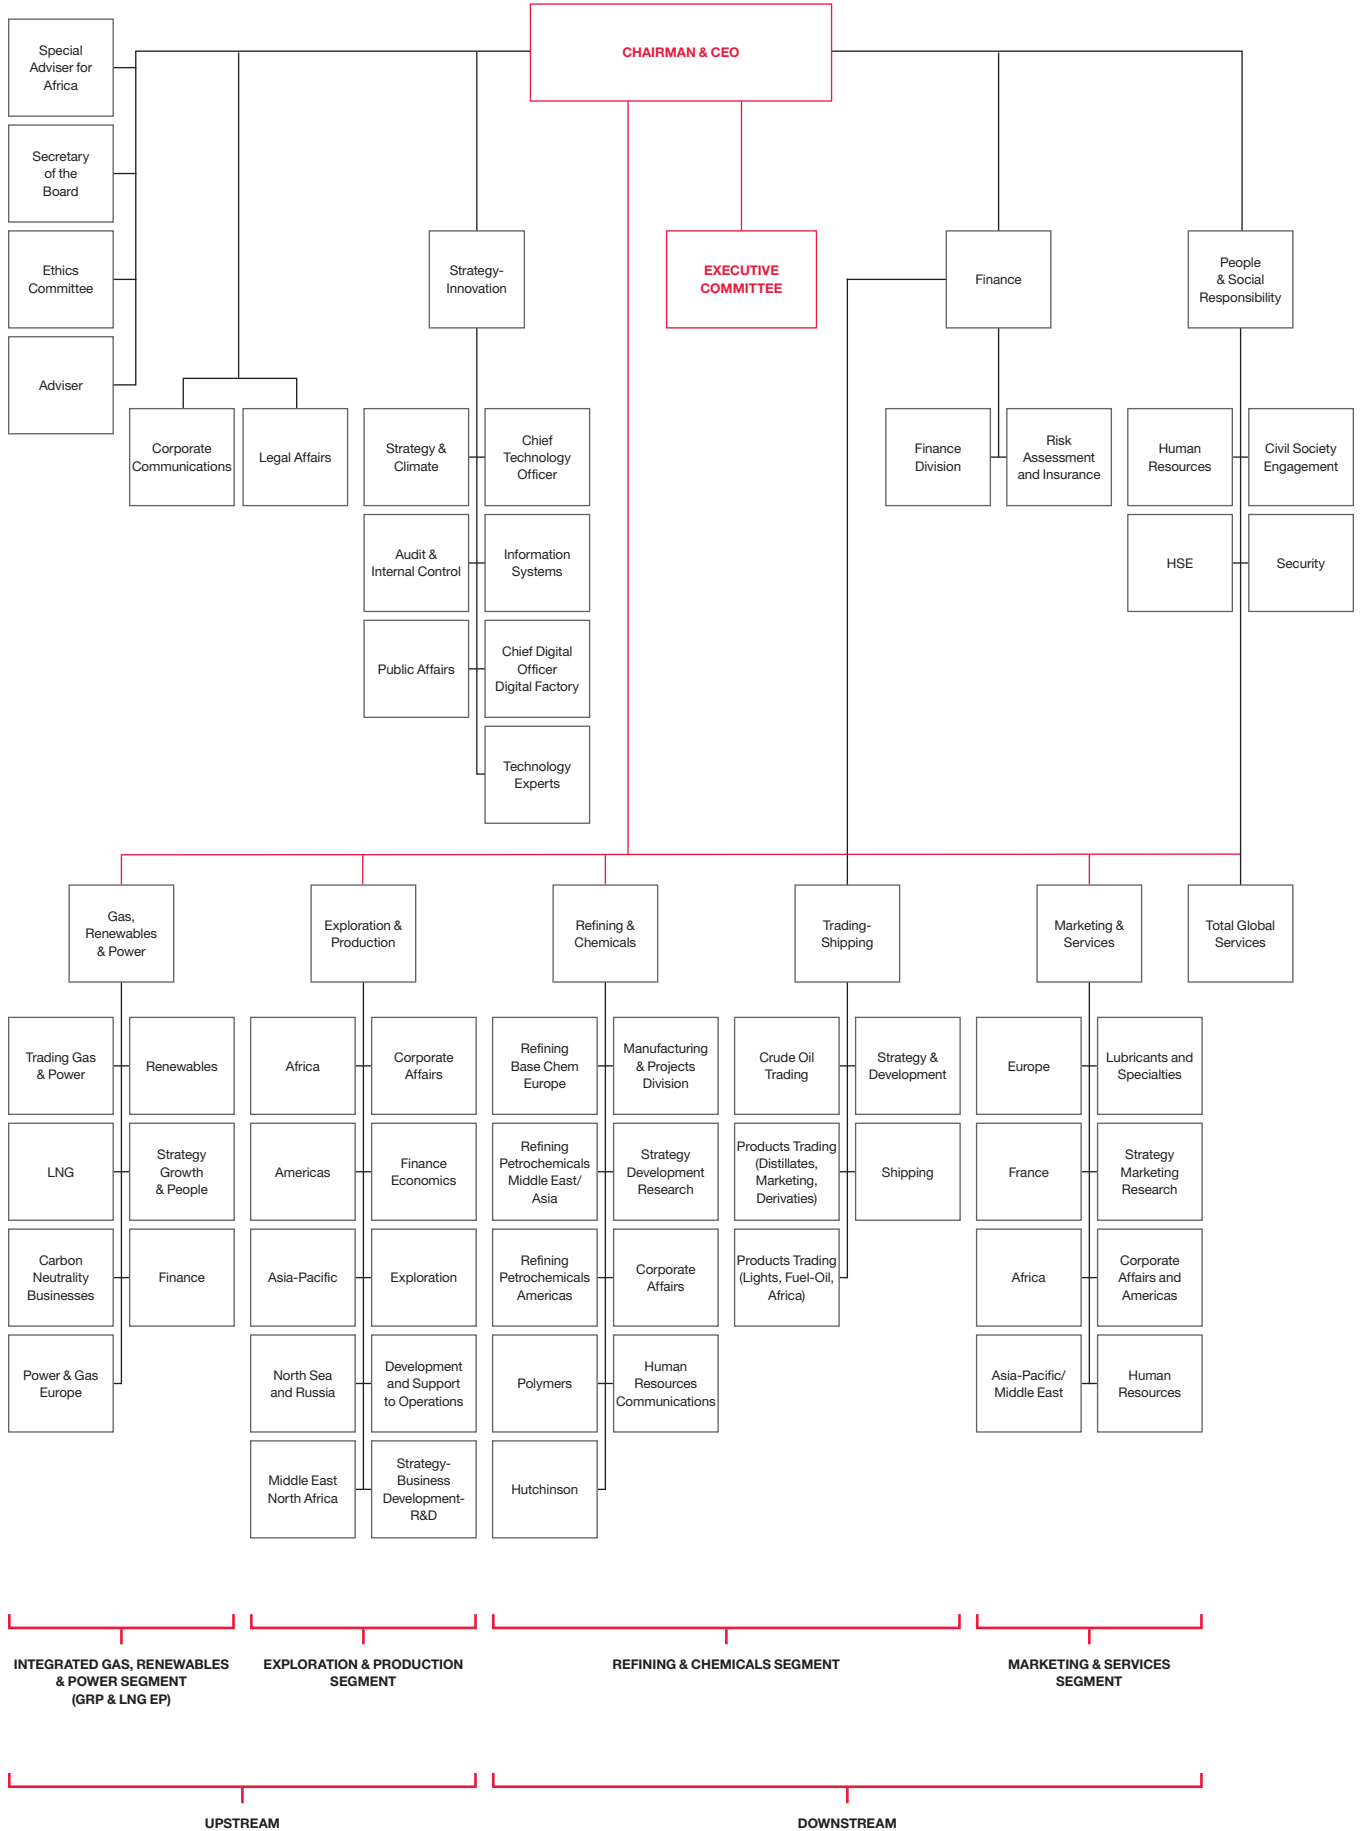 CHAIRMAN & CEO
Special
Adviser for
Africa
Secretary
of the
Board
Ethics
Committee
Adviser
Strategy-
Innovation
EXECUTIVE
COMMITTEE
Finance
People
& Social
Responsibility
Corporate
Communications
Legal Affairs
Strategy &
Climate
Chief
Technology
Officer
Audit &
Internal Control
Information
Systems
Public Affairs
Chief Digital
Officer
Digital Factory
Technology
Experts
Finance
Division
Risk
Assessment
and Insurance
Human
Resources
Civil Society
Engagement
HSE
Security
Gas,
Renewables
& Power
Exploration &
Production
Refining &
Chemicals
Trading-
Shipping
Marketing &
Services
Total Global
Services
Trading Gas
& Power
Renewables
LNG
Strategy
Growth
& People
Carbon
Neutrality
Businesses
Finance
Power & Gas
Europe
Africa
Corporate
Affairs
Americas
Finance
Economics
Asia-Pacific
Exploration
North Sea
and Russia
Development
and Support
to Operations
Middle East
North Africa
Strategy-
Business
Development-
R&D
Refining
Base Chem
Europe
Manufacturing
& Projects
Division
Refining
Petrochemicals
Middle East/
Asia
Strategy
Development
Research
Refining
Petrochemicals
Americas
Corporate
Affairs
Polymers
Human
Resources
Communications
Hutchinson
Crude Oil
Trading
Strategy &
Development
Products Trading
(Distillates,
Marketing,
Derivaties)
Shipping
Products Trading
(Lights, Fuel-Oil,
Africa)
Europe
Lubricants and
Specialties
France
Strategy
Marketing
Research
Africa
Corporate
Affairs and
Americas
Asia-Pacific/
Middle East
Human
Resources
INTEGRATED GAS, RENEWABLES
& POWER SEGMENT
(GRP & LNG EP)
EXPLORATION & PRODUCTION
SEGMENT
REFINING & CHEMICALS SEGMENT
MARKETING & SERVICES
SEGMENT
UPSTREAM
DOWNSTREAM